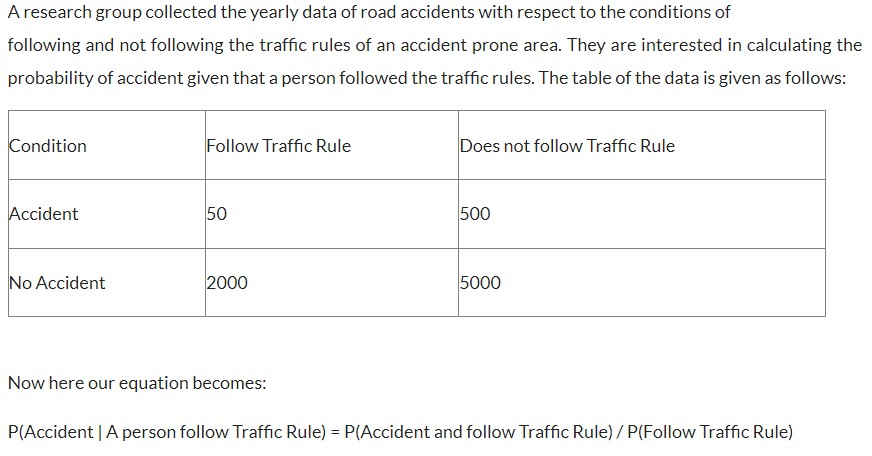 A research group collected the yearly data of road accidents with respect to the conditions of
following and not following the traffic rules of an accident prone area. They are interested in calculating the
probability of accident given that a person followed the traffic rules. The table of the data is given as follows:
Condition Follow Traffic Rule Does not follow Traffic Rule
Accident 50 500
No Accident 2000 5000
Now here our equation becomes:
P(Accident | A person follow Traffic Rule) = P(Accident and follow Traffic Rule) / P(Follow Traffic Rule)